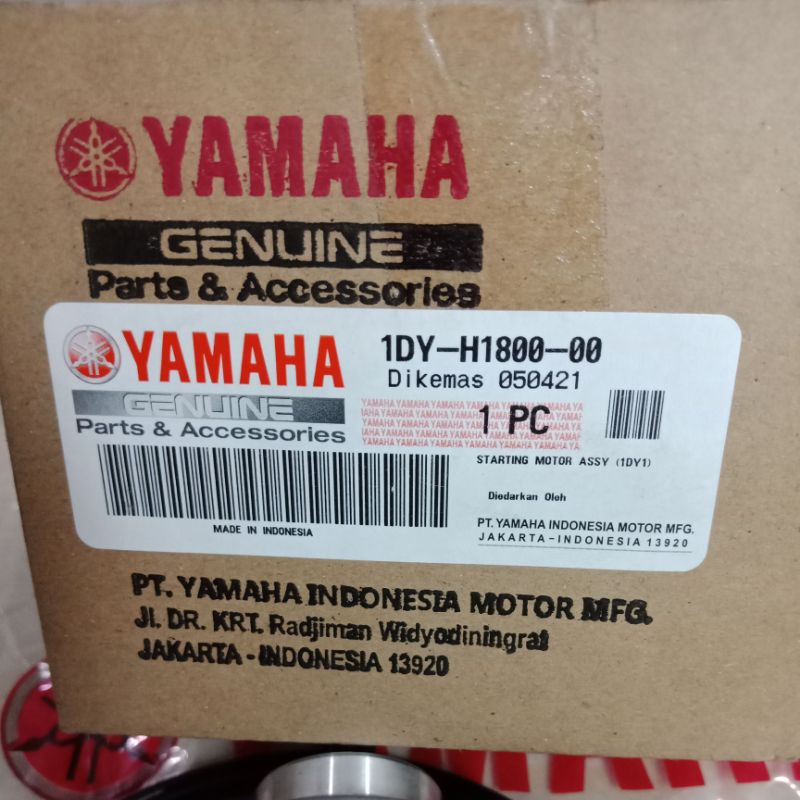 YAMAHA
GENUINE
Parts & Accessories
YAMAHA
GENUINE
Parts & Accessories
1DY-H1800-00
Dikemas 050421
1 PC
STARTING MOTOR ASSY (1DY1)
MADE IN INDONESIA
Diedarkan Oleh
PT. YAMAHA INDONESIA MOTOR MFG.
JAKARTA - INDONESIA 13920
PT. YAMAHA INDONESIA MOTOR MFG.
Jl. DR. KRT. Radjiman Widyodiningrat
JAKARTA - INDONESIA 13920